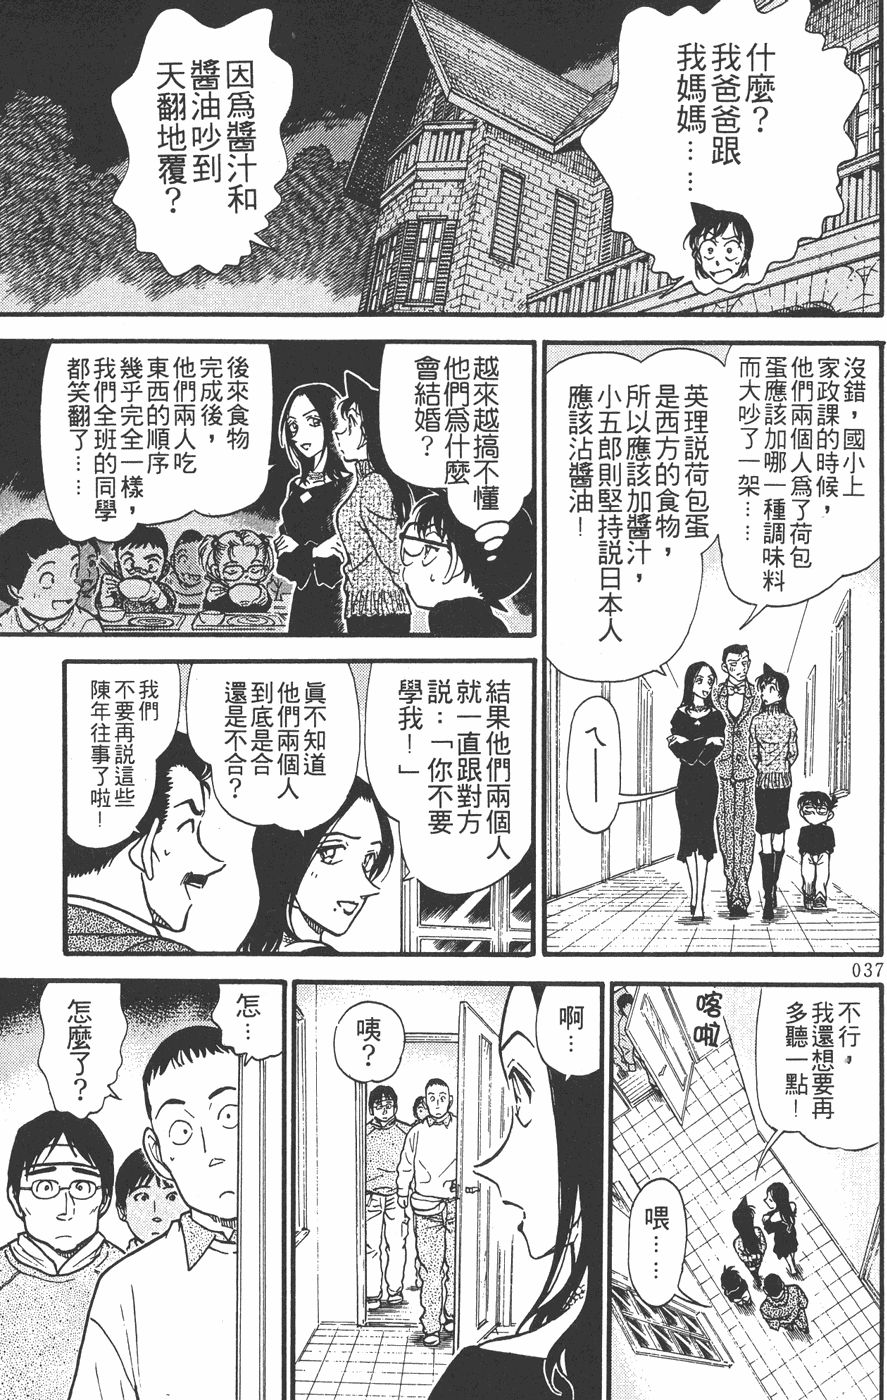 什麼？
我爸爸跟
我媽媽……
因為醬汁和
醬油吵到
天翻地覆？
沒錯，國小上
家政課的時候，
他們兩個人為了荷包
蛋應該加哪一種調味料
而大吵了一架……
英理說荷包蛋
是西方的食物，
所以應該加醬汁，
小五郎則堅持說日本人
應該沾醬油！
ㄟ——
越來越搞不懂
他們為什麼
會結婚？
後來食物
完成後，
他們兩人吃
東西的順序
幾乎完全一樣，
我們全班的同學
都笑翻了……
結果他們兩個人
就一直跟對方
說：「你不要
學我！」
真不知道
他們兩個人
到底是合
還是不合？
我們
不要再說這些
陳年往事了啦！
037
不行，
我還想要再
多聽一點！
喀啦
喂……
啊…
咦？
怎…
怎麼了？